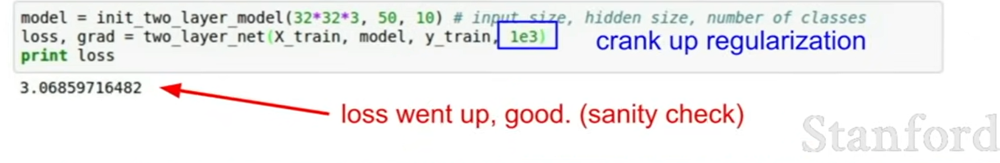 model = init_two_layer_model(32*32*3, 50, 10) # input size, hidden size, number of classes
loss, grad = two_layer_net(X_train, model, y_train, 1e3) crank up regularization
print loss
3.06859716482
loss went up, good. (sanity check)
Stanford